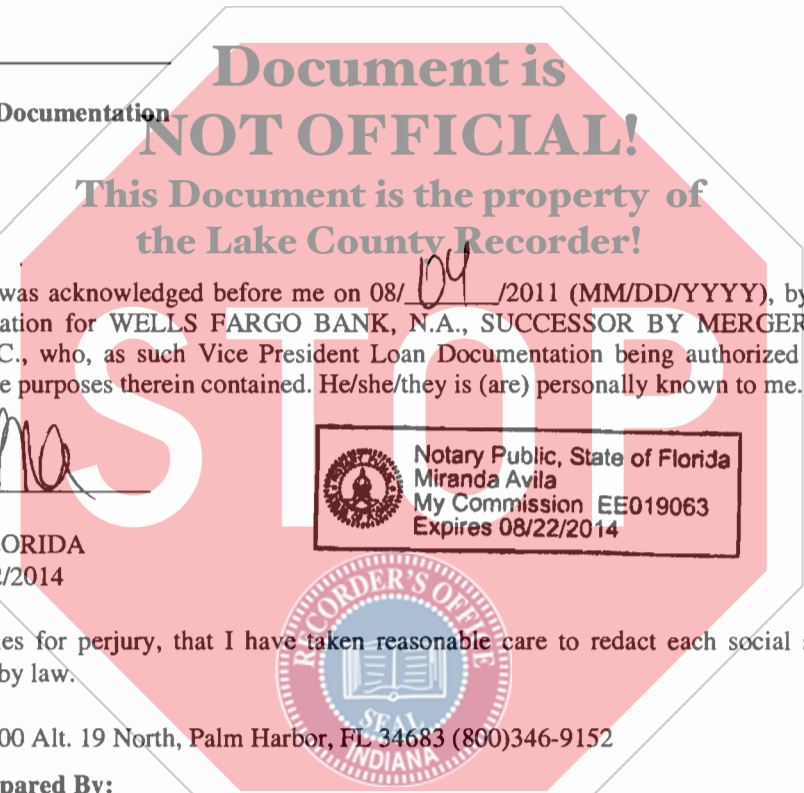 Document is
Documentation
NOT OFFICIAL!
This Document is the property of
the Lake County Recorder!
was acknowledged before me on 08/04/2011 (MM/DD/YYYY), by
ation for WELLS FARGO BANK, N.A., SUCCESSOR BY MERGER
C., who, as such Vice President Loan Documentation being authorized
e purposes therein contained. He/she/they is (are) personally known to me.
STOP
Notary Public, State of Florida
Miranda Avila
My Commission EE019063
Expires 08/22/2014
ORIDA
2/2014
RECORDER'S OFFICE
SEAL
INDIANA
es for perjury, that I have taken reasonable care to redact each social
by law.
00 Alt. 19 North, Palm Harbor, FL 34683 (800)346-9152
pared By: